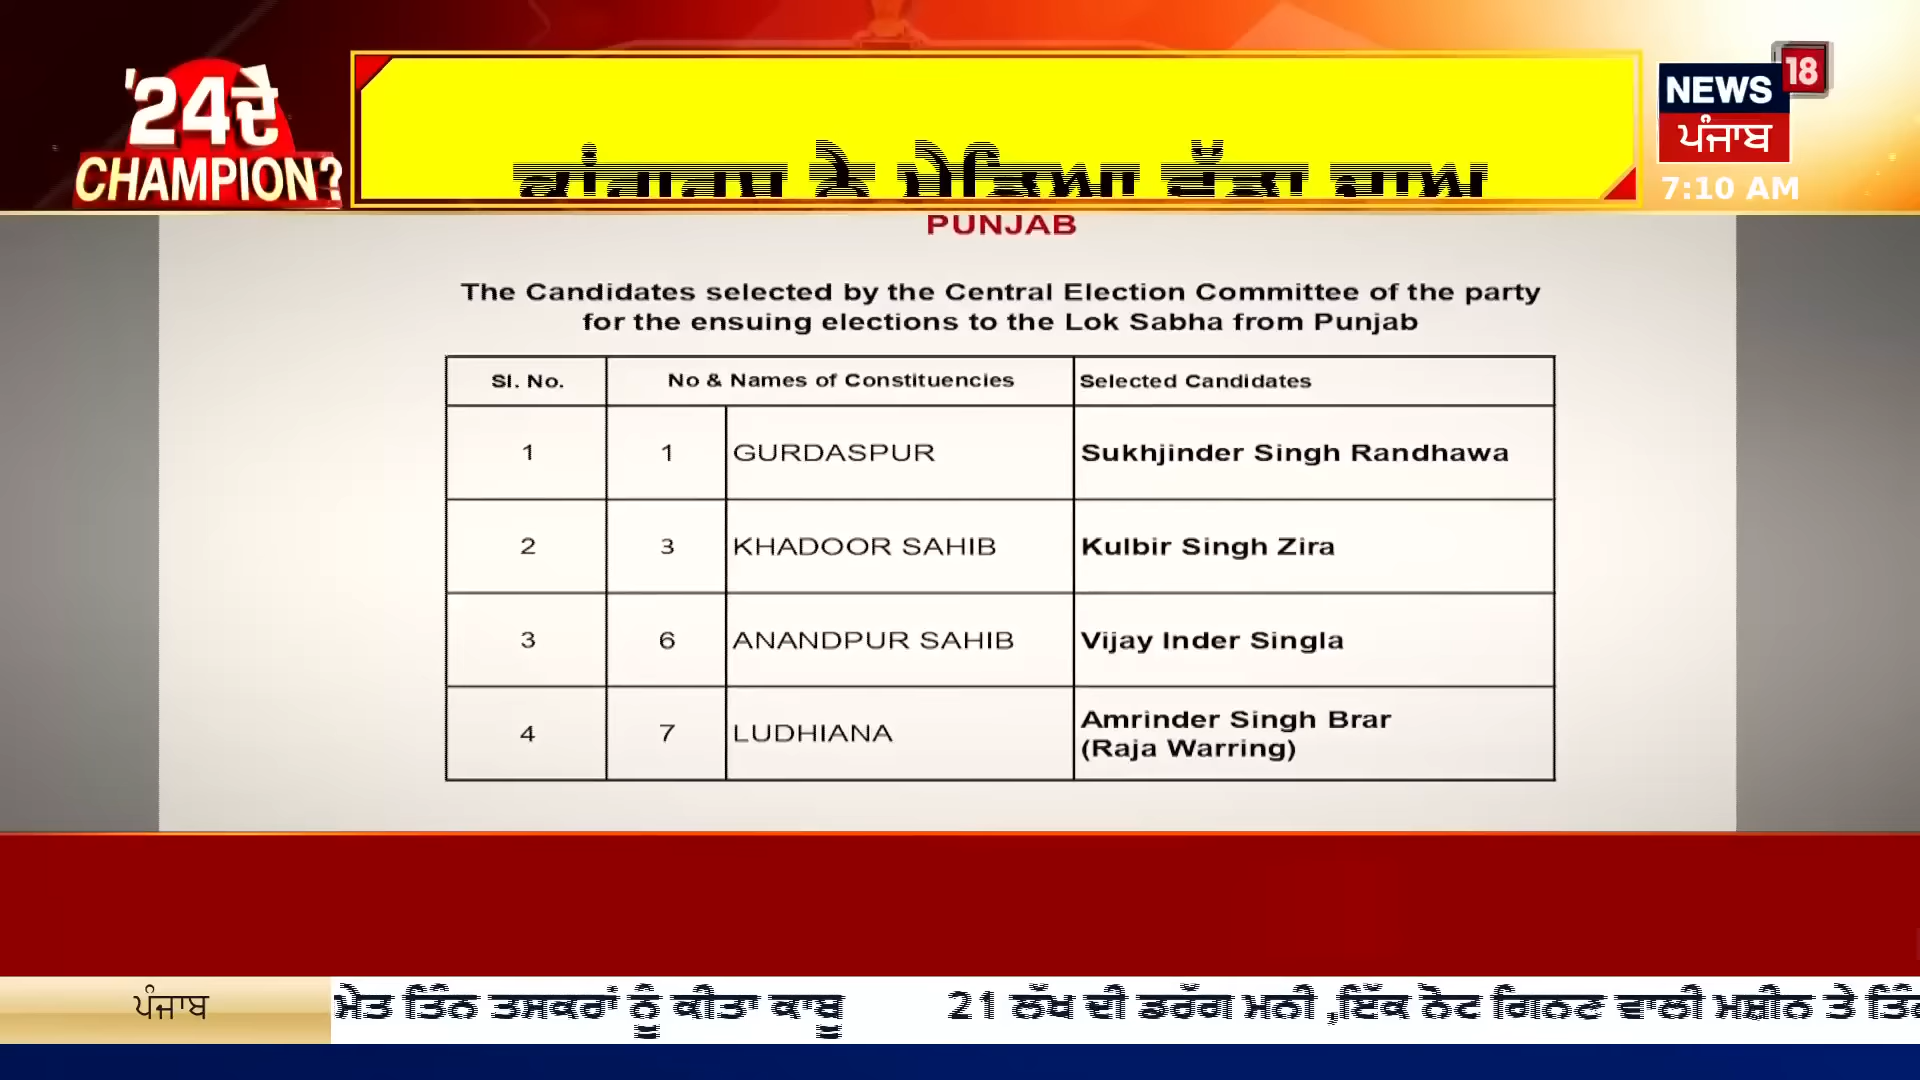 '24ਦੇ
CHAMPION?
NEWS
18
ਪੰਜਾਬ
7:10 AM
PUNJAB
The Candidates selected by the Central Election Committee of the party
for the ensuing elections to the Lok Sabha from Punjab
Sl. No. No & Names of Constituencies Selected Candidates
1 1 GURDASPUR Sukhjinder Singh Randhawa
2 3 KHADOOR SAHIB Kulbir Singh Zira
3 6 ANANDPUR SAHIB Vijay Inder Singla
4 7 LUDHIANA Amrinder Singh Brar
(Raja Warring)
ਪੰਜਾਬ
ਤਿੰਨ ਤਸਕਰਾਂ ਨੂੰ ਕੀਤਾ ਕਾਬੂ 21 ਲੱਖ ਦੀ ਡਰੱਗ ਮਨੀ ,ਇੱਕ ਨੋਟ ਗਿਨਣ ਵਾਲੀ ਮਸ਼ੀਨ ਤੇ